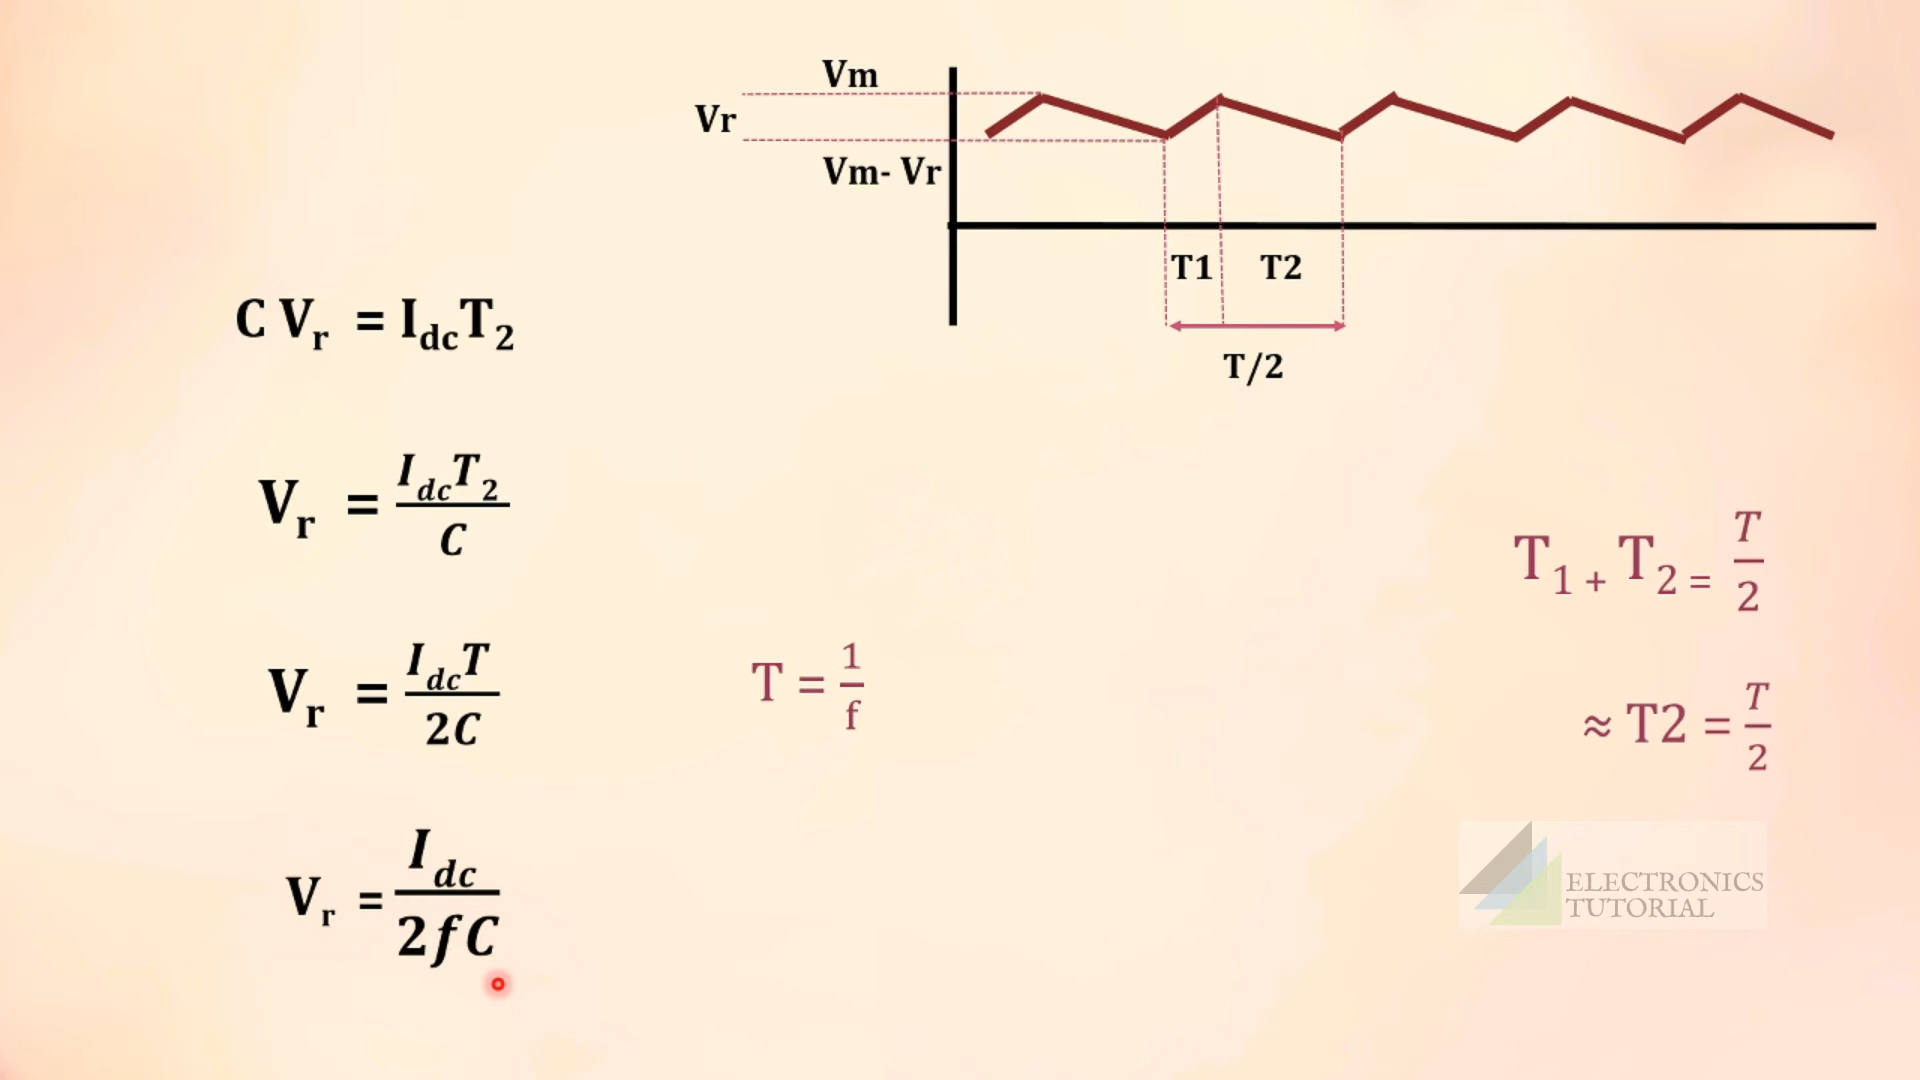 Vm
Vr
Vm- Vr
T1 T2
T/2
C Vr = IdcT2
Vr = IdcT2/C
T1 + T2 = T/2
Vr = IdcT/2C
T = 1/f
≈ T2 = T/2
Vr = Idc/2fC
ELECTRONICS
TUTORIAL